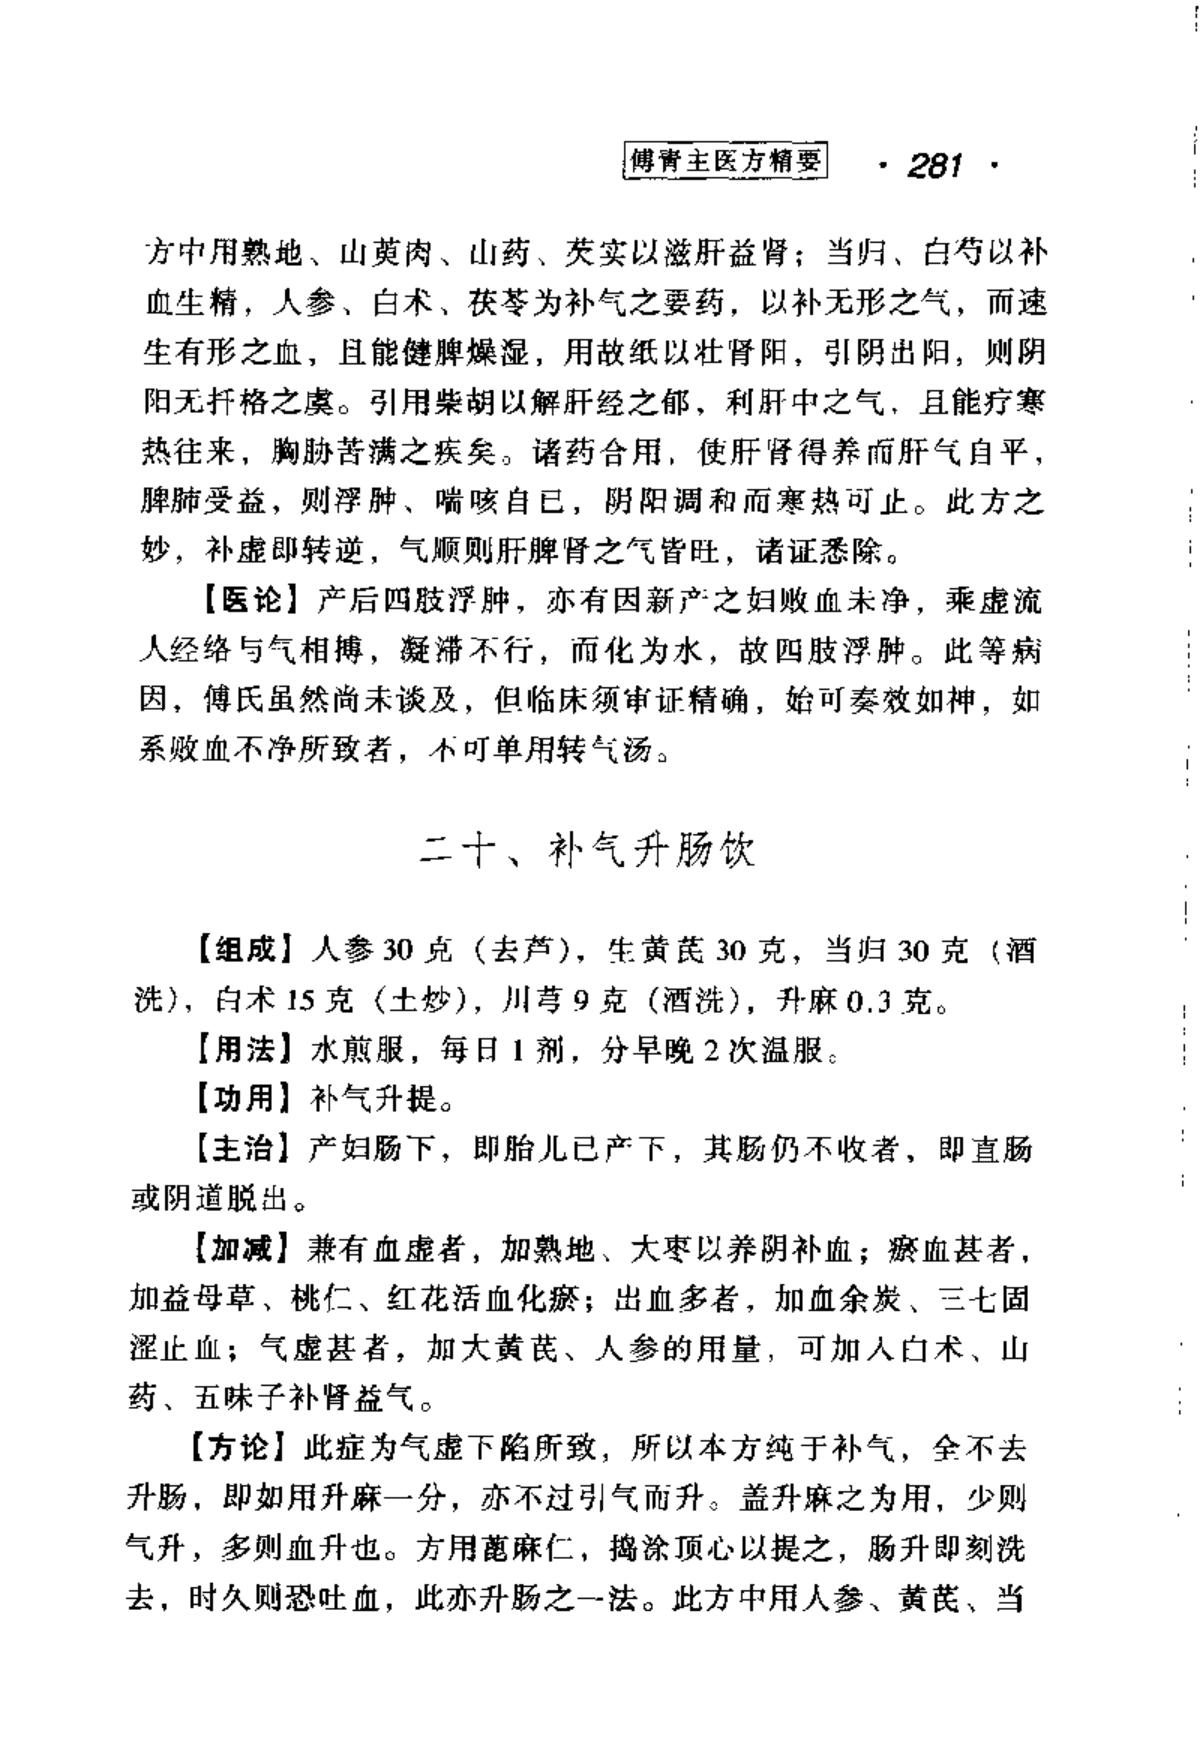 傅青主医方精要 · 281 ·
方中用熟地、山萸肉、山药、芡实以滋肝益肾；当归、白芍以补
血生精，人参、白术、茯苓为补气之要药，以补无形之气，而速
生有形之血，且能健脾燥湿，用故纸以壮肾阳，引阴出阳，则阴
阳无扞格之虞。引用柴胡以解肝经之郁，利肝中之气，且能疗寒
热往来，胸胁苦满之疾矣。诸药合用，使肝肾得养而肝气自平，
脾肺受益，则浮肿、喘咳自已，阴阳调和而寒热可止。此方之
妙，补虚即转逆，气顺则肝脾肾之气皆旺，诸证悉除。
【医论】产后四肢浮肿，亦有因新产之妇败血未净，乘虚流
人经络与气相搏，凝滞不行，而化为水，故四肢浮肿。此等病
因，傅氏虽然尚未谈及，但临床须审证精确，始可奏效如神，如
系败血不净所致者，不可单用转气汤。
二十、补气升肠饮
【组成】人参 30 克（去芦），生黄芪 30 克，当归 30 克（酒
洗），白术 15 克（土炒），川芎 9 克（酒洗），升麻 0.3 克。
【用法】水煎服，每日 1 剂，分早晚 2 次温服。
【功用】补气升提。
【主治】产妇肠下，即胎儿已产下，其肠仍不收者，即直肠
或阴道脱出。
【加减】兼有血虚者，加熟地、大枣以养阴补血；瘀血甚者，
加益母草、桃仁、红花活血化瘀；出血多者，加血余炭、三七固
涩止血；气虚甚者，加大黄芪、人参的用量，可加人白术、山
药、五味子补肾益气。
【方论】此症为气虚下陷所致，所以本方纯于补气，全不去
升肠，即如用升麻一分，亦不过引气而升。盖升麻之为用，少则
气升，多则血升也。方用蓖麻仁，捣涂顶心以提之，肠升即刻洗
去，时久则恐吐血，此亦升肠之一法。此方中用人参、黄芪、当